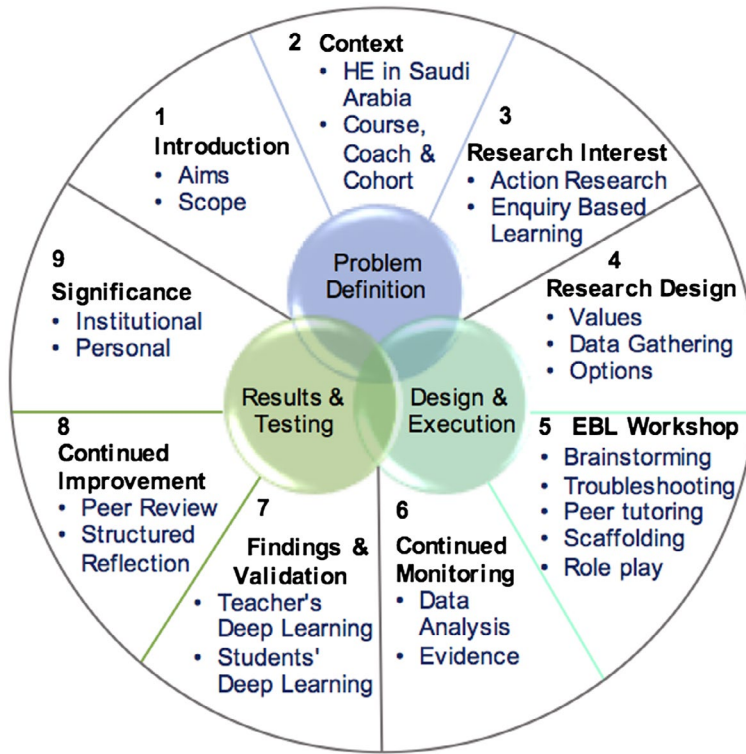 1
Introduction
• Aims
• Scope
2 Context
• HE in Saudi
Arabia
• Course,
Coach &
Cohort
3
Research Interest
• Action Research
• Enquiry Based
Learning
4
Research Design
• Values
• Data Gathering
• Options
5 EBL Workshop
• Brainstorming
• Troubleshooting
• Peer tutoring
• Scaffolding
• Role play
6
Continued
Monitoring
• Data
Analysis
• Evidence
7
Findings &
Validation
• Teacher's
Deep Learning
• Students'
Deep Learning
8
Continued
Improvement
• Peer Review
• Structured
Reflection
9
Significance
• Institutional
• Personal
Problem
Definition
Results &
Testing
Design &
Execution